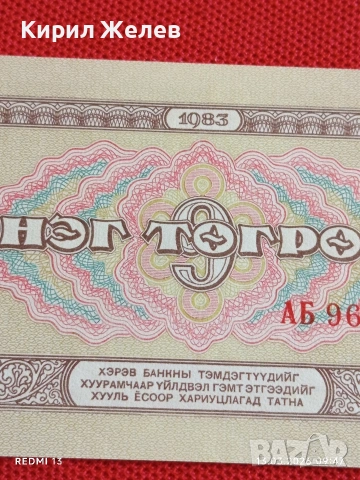 Кирил Желев
1983
НЭГ ТӨГРӨ
АБ 96
ХЭРЭВ БАНКНЫ ТЭМДЭГТҮҮДИЙГ
ХУУРАМЧААР ҮЙЛДВЭЛ ГЭМТ ЭТГЭЭДИЙГ
ХУУЛЬ ЁСООР ХАРИУЦЛАГАД ТАТНА
REDMI 13
BAZAR